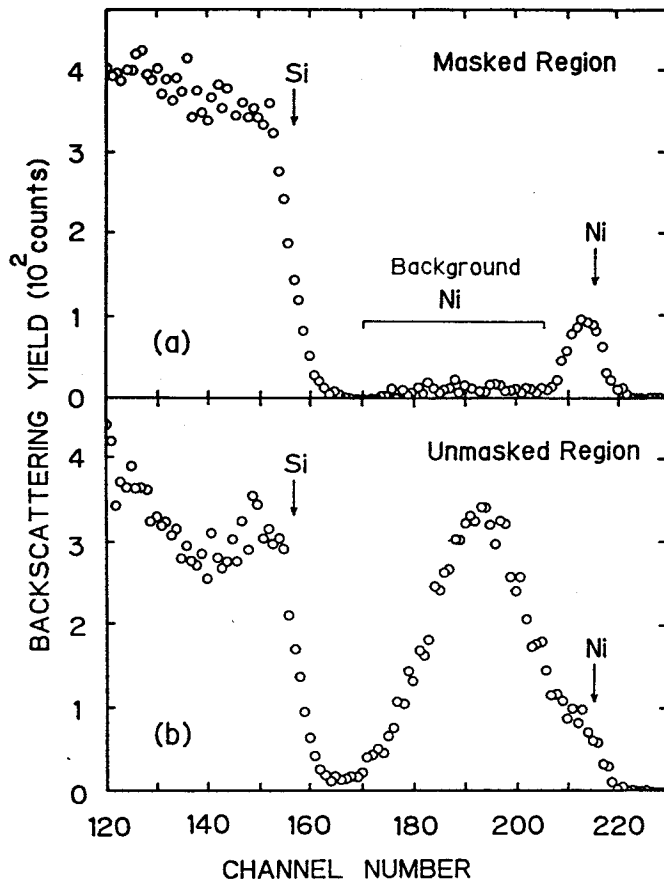 BACKSCATTERING YIELD (10² counts)
4
3
2
1
0
Si
Masked Region
Background
Ni
Ni
(a)
4
3
2
1
0
Si
Unmasked Region
Ni
(b)
120 140 160 180 200 220
CHANNEL NUMBER